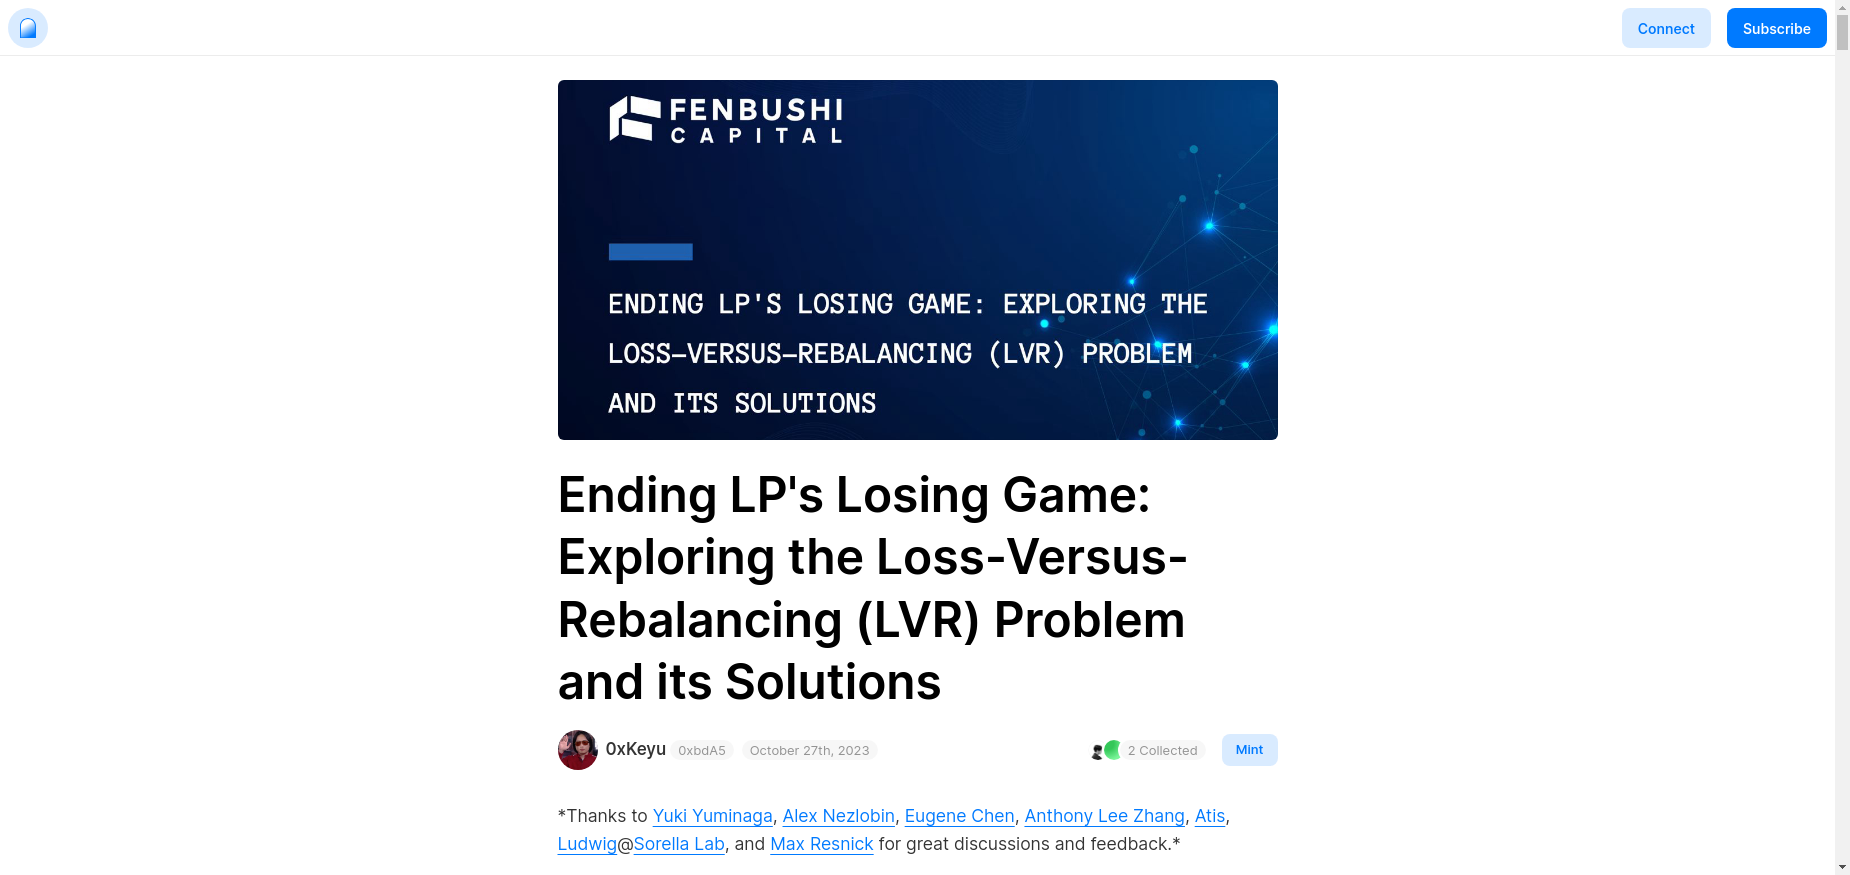 Connect
Subscribe
FENBUSHI
CAPITAL
ENDING LP'S LOSING GAME: EXPLORING THE
LOSS-VERSUS-REBALANCING (LVR) PROBLEM
AND ITS SOLUTIONS
Ending LP's Losing Game:
Exploring the Loss-Versus-
Rebalancing (LVR) Problem
and its Solutions
0xKeyu 0xbdA5 October 27th, 2023 2 Collected Mint
*Thanks to Yuki Yuminaga, Alex Nezlobin, Eugene Chen, Anthony Lee Zhang, Atis,
Ludwig@Sorella Lab, and Max Resnick for great discussions and feedback.*